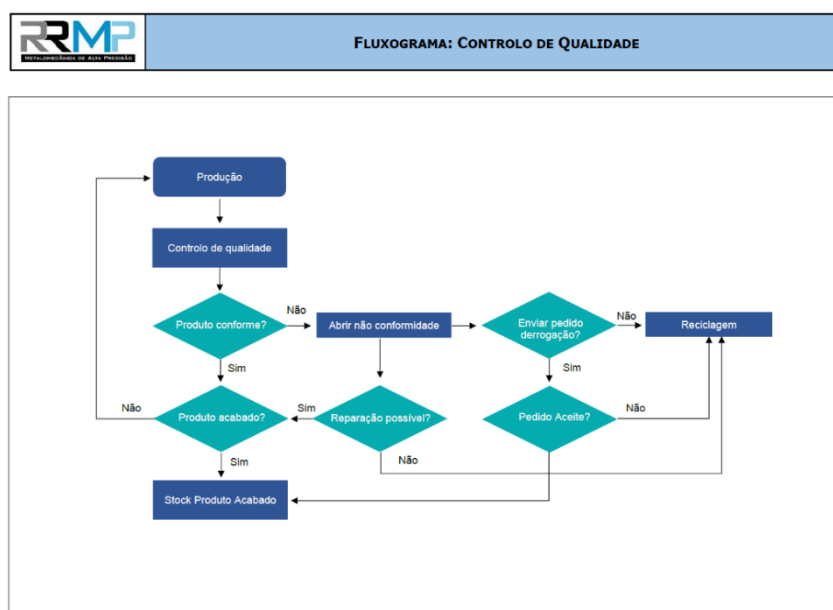 RRMP
METALOMECÂNICA DE ALTA PRECISÃO
FLUXOGRAMA: CONTROLO DE QUALIDADE
Produção
Controlo de qualidade
Produto conforme?
Não
Abrir não conformidade
Enviar pedido
derrogação?
Não
Reciclagem
Sim
Sim
Não
Produto acabado?
Sim
Reparação possível?
Pedido Aceite?
Não
Sim
Não
Stock Produto Acabado